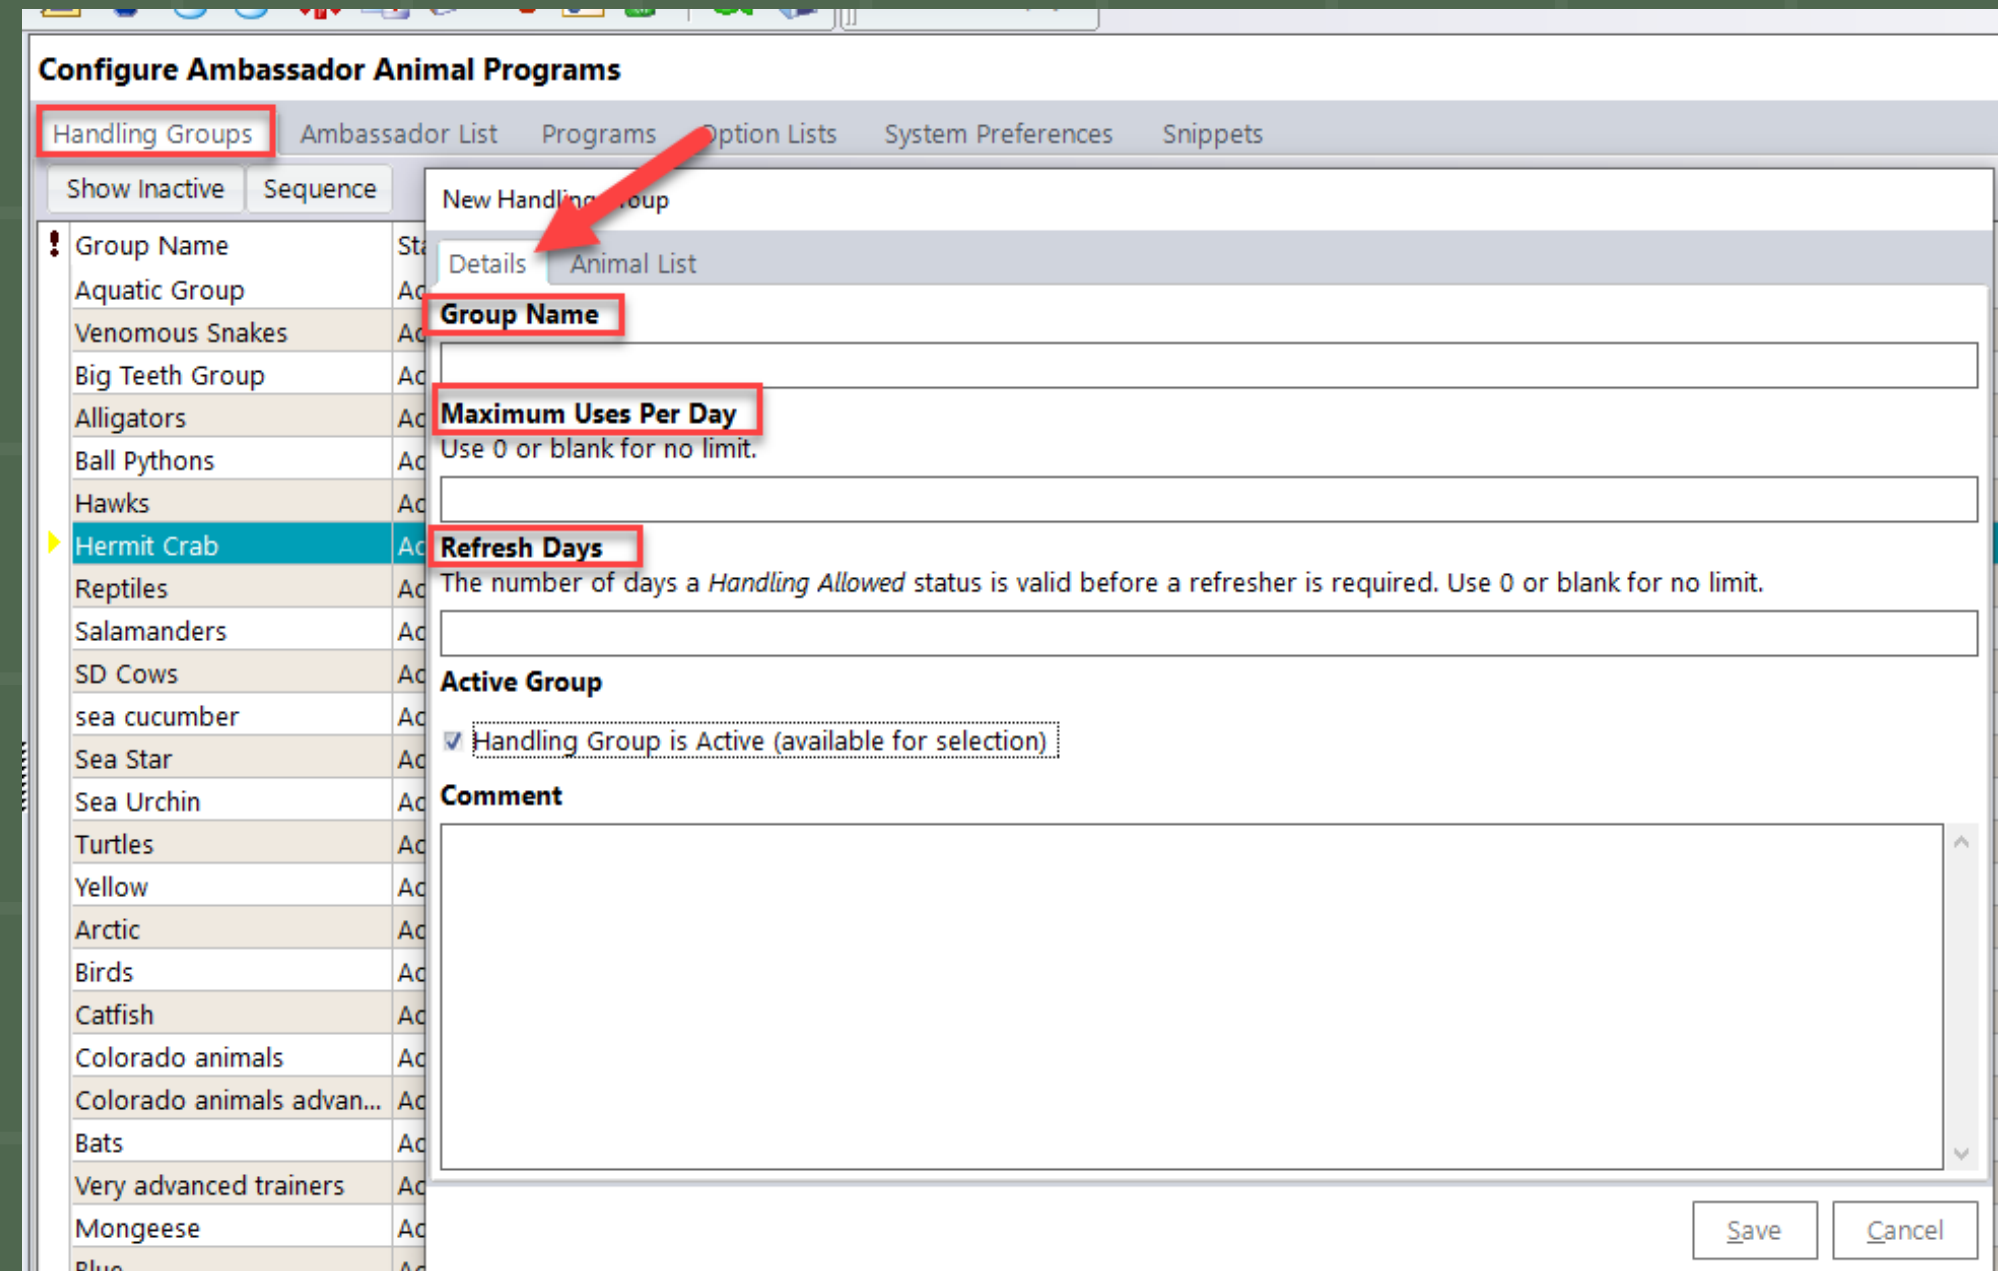 Configure Ambassador Animal Programs
Handling Groups Ambassador List Programs Option Lists System Preferences Snippets
Show Inactive Sequence
Group Name
Aquatic Group
Venomous Snakes
Big Teeth Group
Alligators
Ball Pythons
Hawks
Hermit Crab
Reptiles
Salamanders
SD Cows
sea cucumber
Sea Star
Sea Urchin
Turtles
Yellow
Arctic
Birds
Catfish
Colorado animals
Colorado animals advan...
Bats
Very advanced trainers
Mongeese
Blue
New Handling Group
Details Animal List
Group Name
Maximum Uses Per Day
Use 0 or blank for no limit.
Refresh Days
The number of days a Handling Allowed status is valid before a refresher is required. Use 0 or blank for no limit.
Active Group
Handling Group is Active (available for selection)
Comment
Save Cancel